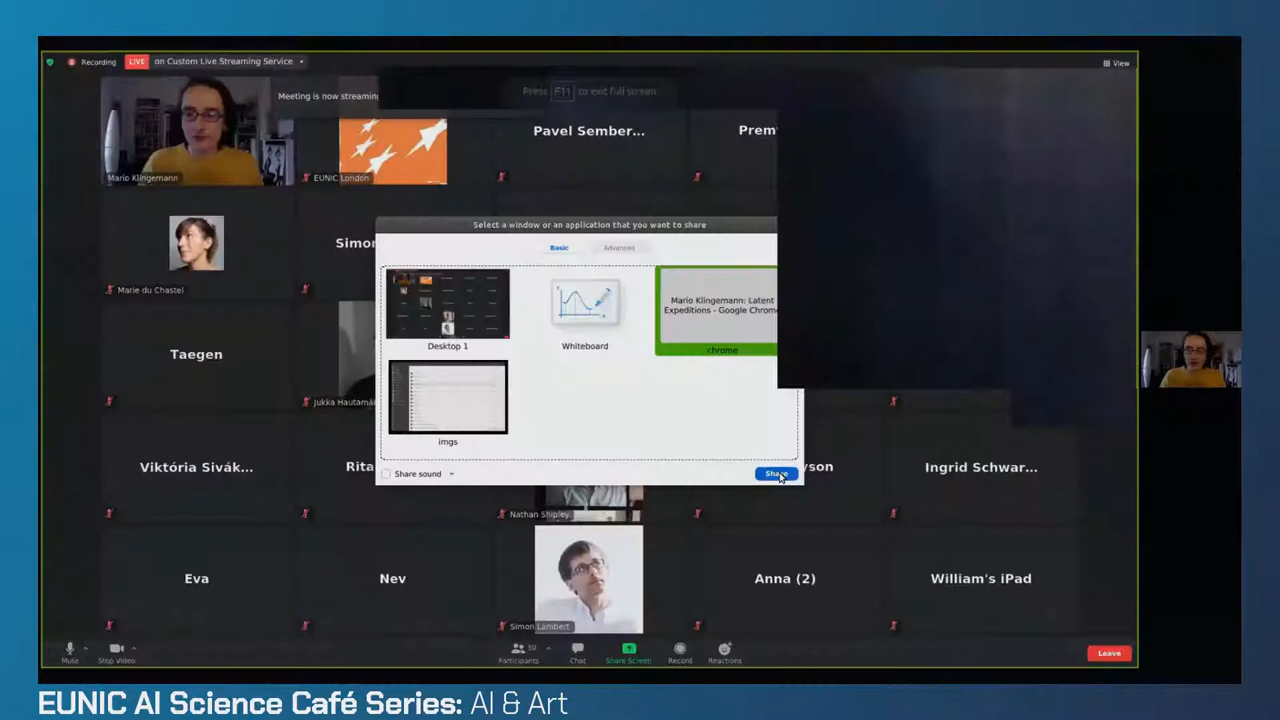 Recording LIVE on Custom Live Streaming Service
View
Meeting is now streamin
Press F11 to exit full screen
Pavel Sember...
Prem
Mario Klingemann
EUNIC London
Select a window or an application that you want to share
Simo
Basic Advanced
Marie du Chastel
Mario Klingemann: Latent
Expeditions - Google Chrom
Desktop 1
Whiteboard
chrome
Taegen
Jukka Hautamä
imgs
Viktória Sivák...
Rita
Share sound
Share
yson
Ingrid Schwar...
Nathan Shipley
Eva
Nev
Anna (2)
William's iPad
Simon Lambert
Mute
Stop Video
Participants 50
Chat
Share Screen
Record
Reactions
Leave
EUNIC AI Science Café Series: AI & Art